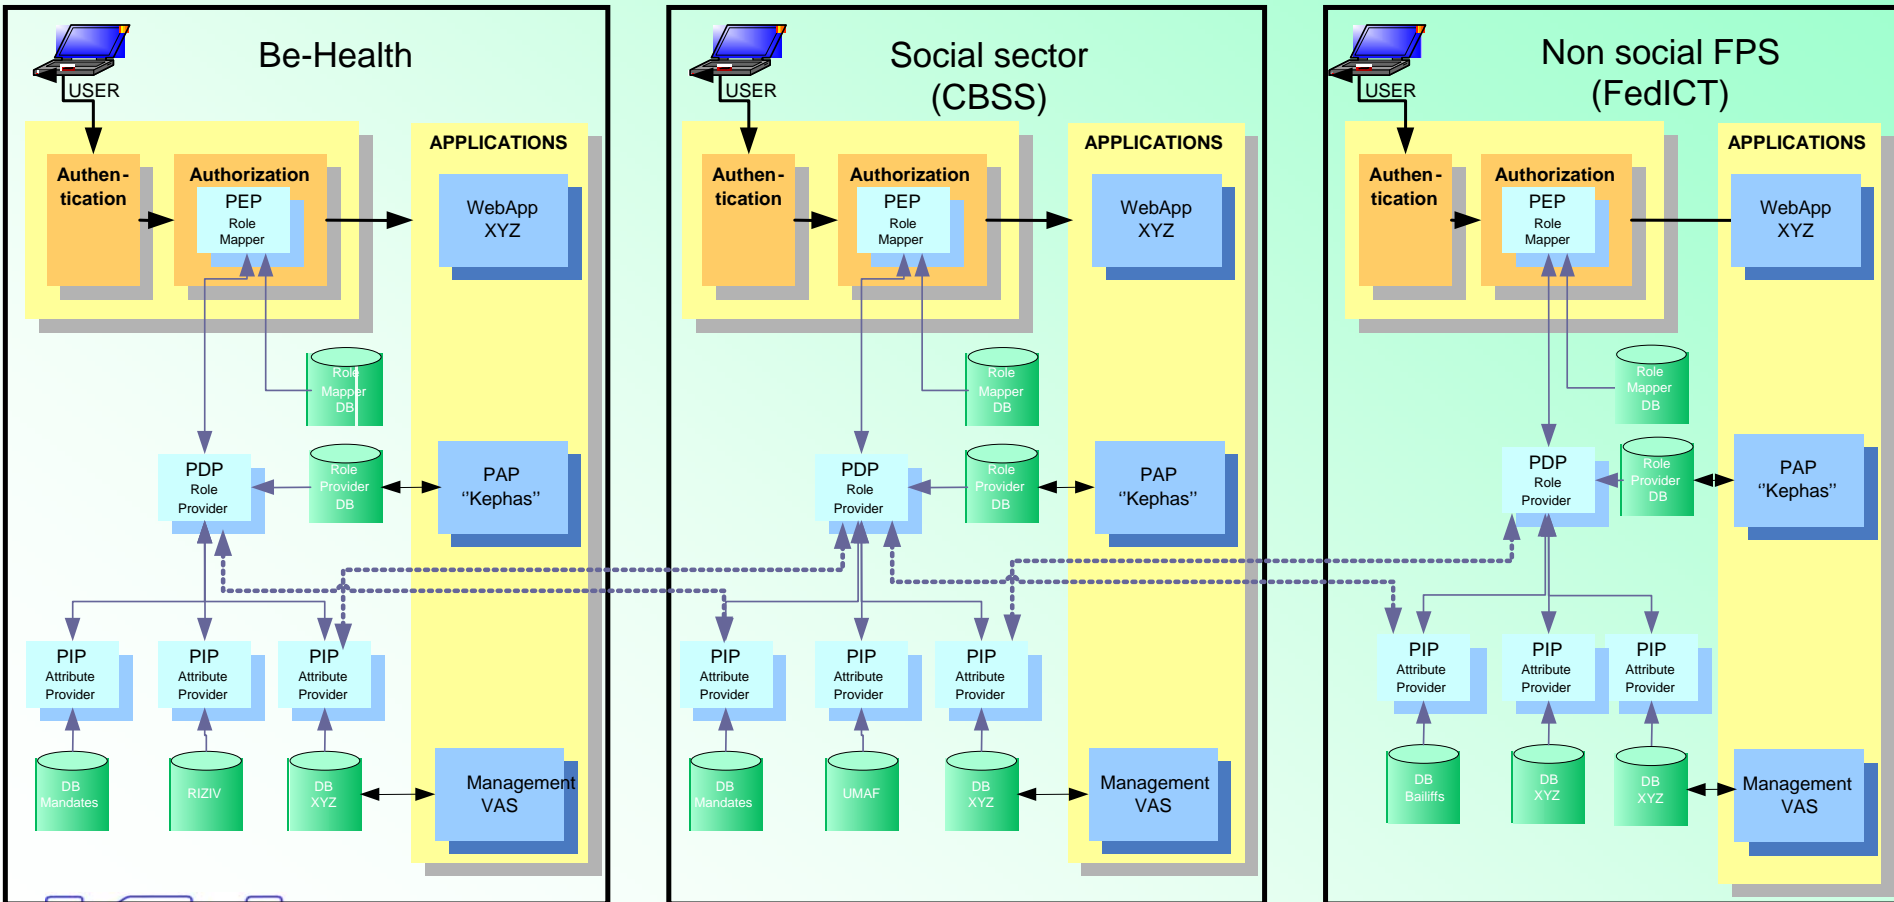 Be-Health
USER
APPLICATIONS
Authen-
tication
Authorization
PEP
Role
Mapper
WebApp
XYZ
Role
Mapper
DB
PDP
Role
Provider
Role
Provider
DB
PAP
‘’Kephas’’
PIP
Attribute
Provider
PIP
Attribute
Provider
PIP
Attribute
Provider
DB
Mandates
RIZIV
DB
XYZ
Management
VAS
Social sector
(CBSS)
USER
APPLICATIONS
Authen-
tication
Authorization
PEP
Role
Mapper
WebApp
XYZ
Role
Mapper
DB
PDP
Role
Provider
Role
Provider
DB
PAP
‘’Kephas’’
PIP
Attribute
Provider
PIP
Attribute
Provider
PIP
Attribute
Provider
DB
Mandates
UMAF
DB
XYZ
Management
VAS
Non social FPS
(FedICT)
USER
APPLICATIONS
Authen-
tication
Authorization
PEP
Role
Mapper
WebApp
XYZ
Role
Mapper
DB
PDP
Role
Provider
Role
Provider
DB
PAP
‘’Kephas’’
PIP
Attribute
Provider
PIP
Attribute
Provider
PIP
Attribute
Provider
DB
Bailiffs
DB
XYZ
DB
XYZ
Management
VAS